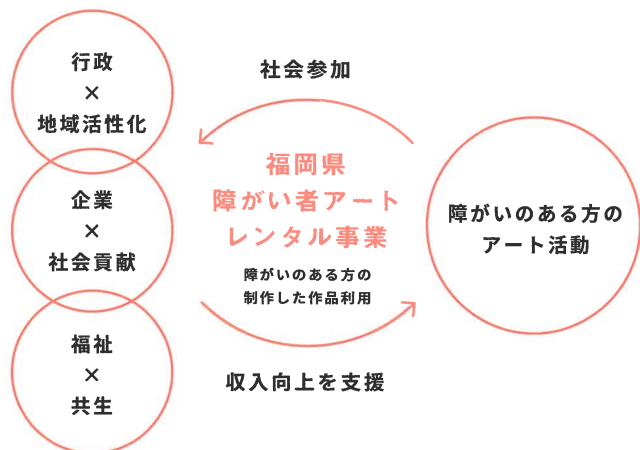 行政
×
地域活性化
企業
×
社会貢献
福祉
×
共生
社会参加
福岡県
障がい者アート
レンタル事業
障がいのある方の
制作した作品利用
収入向上を支援
障がいのある方の
アート活動